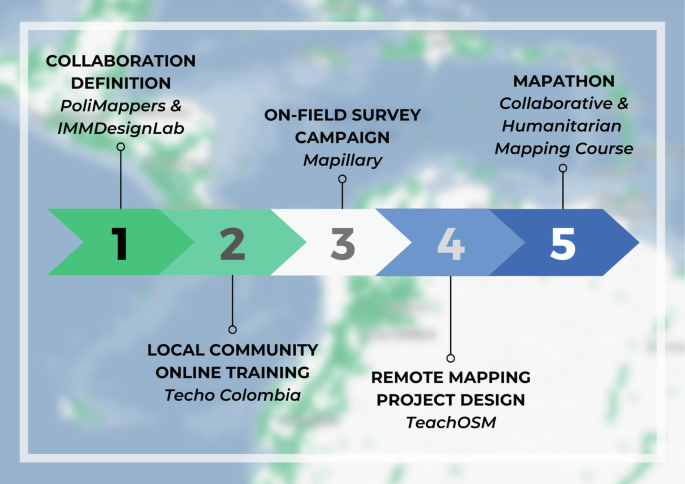 COLLABORATION
DEFINITION
PoliMappers &
IMMDesignLab
1
2
LOCAL COMMUNITY
ONLINE TRAINING
Techo Colombia
ON-FIELD SURVEY
CAMPAIGN
Mapillary
3
4
REMOTE MAPPING
PROJECT DESIGN
TeachOSM
MAPATHON
Collaborative &
Humanitarian
Mapping Course
5